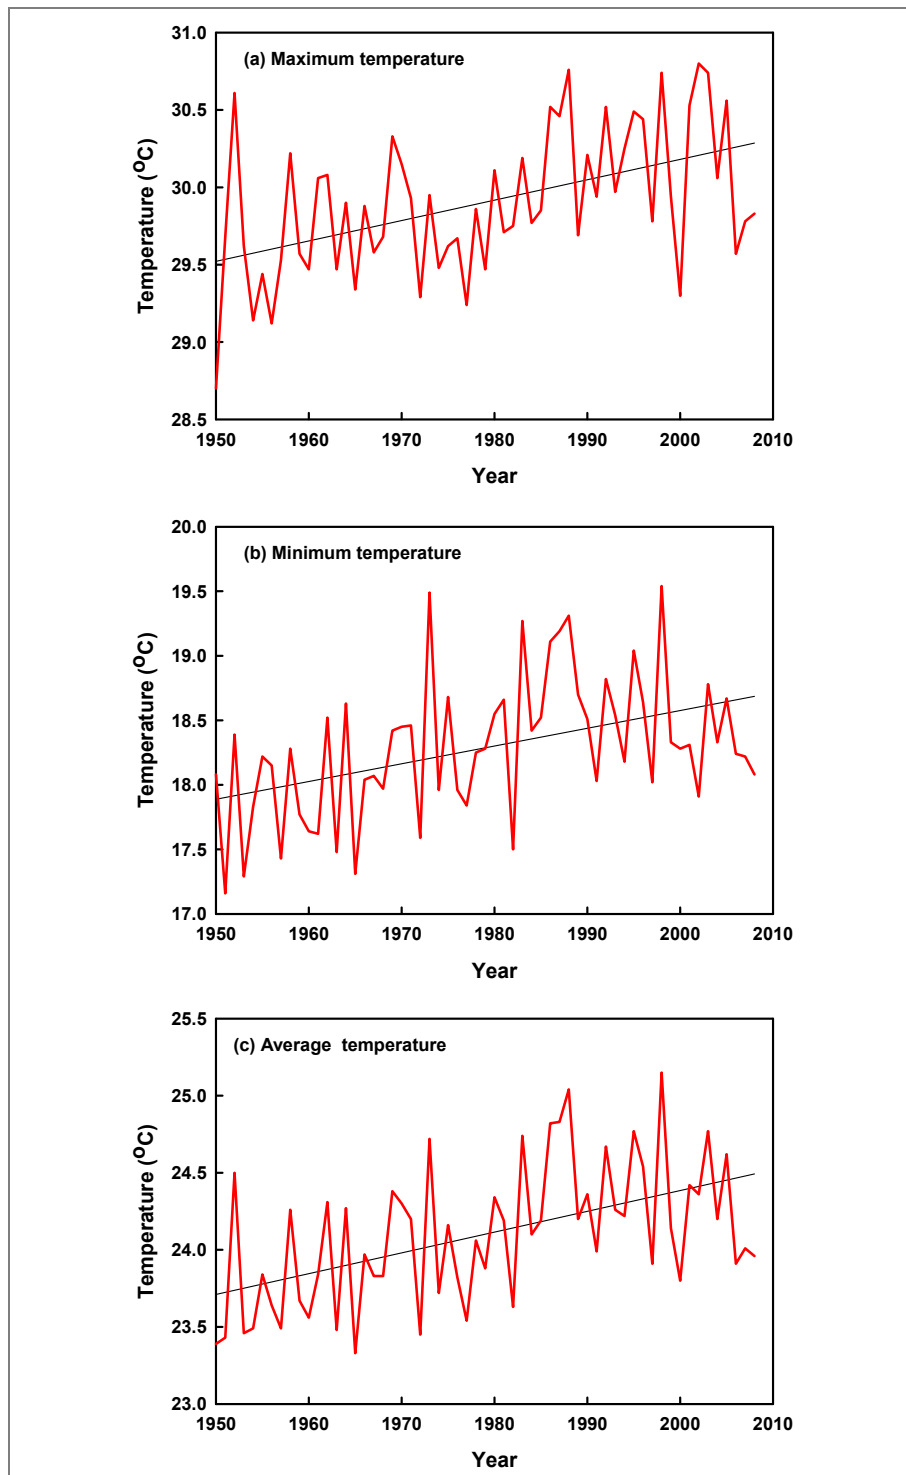 31.0
(a) Maximum temperature
30.5
30.0
29.5
29.0
28.5
Temperature (ºC)
1950 1960 1970 1980 1990 2000 2010
Year
20.0
(b) Minimum temperature
19.5
19.0
18.5
18.0
17.5
17.0
Temperature (ºC)
1950 1960 1970 1980 1990 2000 2010
Year
25.5
(c) Average temperature
25.0
24.5
24.0
23.5
23.0
Temperature (ºC)
1950 1960 1970 1980 1990 2000 2010
Year